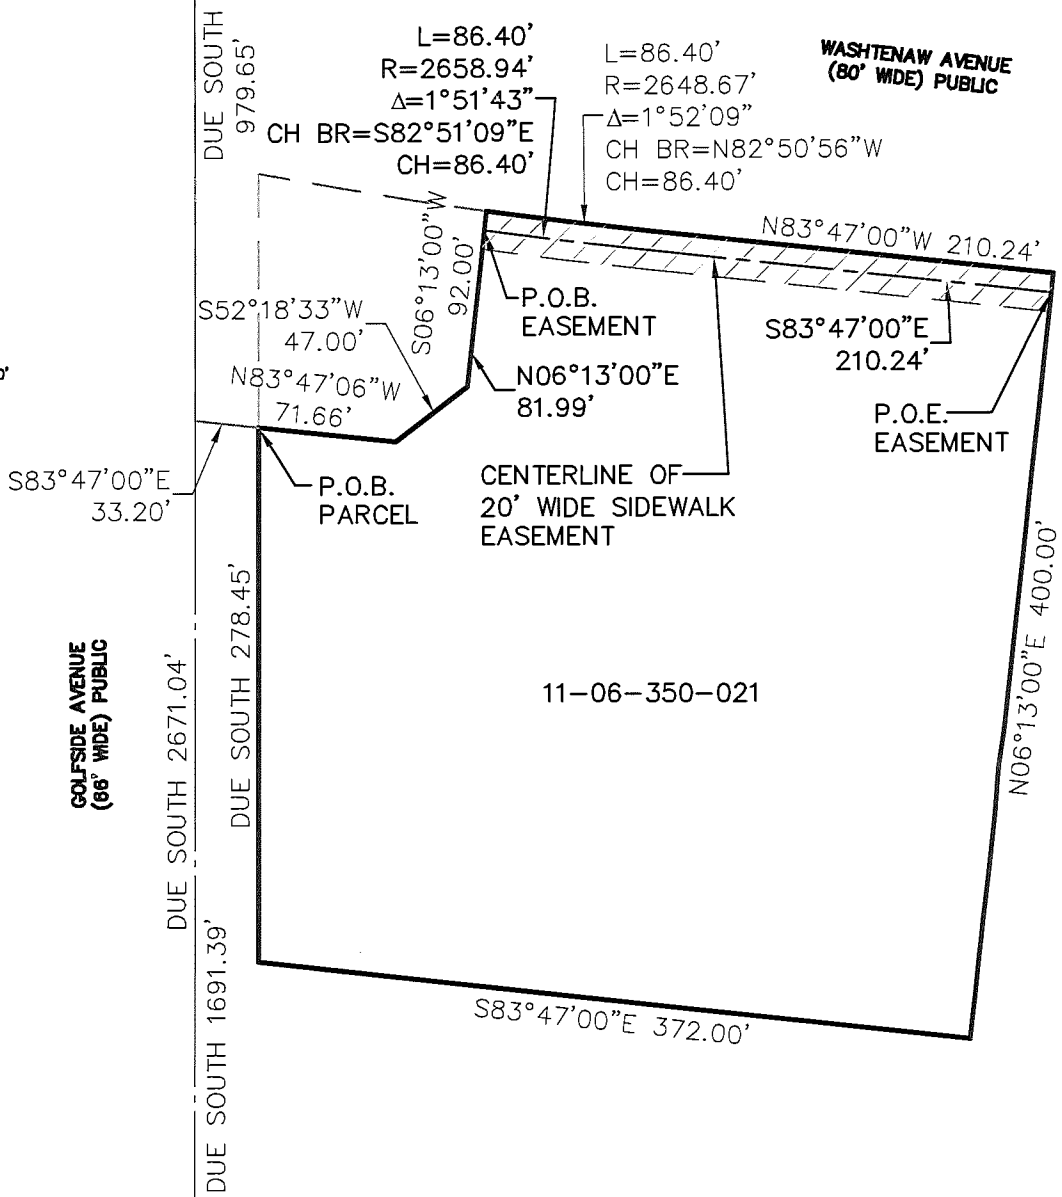 DUE SOUTH
979.65'
L=86.40'
R=2658.94'
Δ=1°51'43"
CH BR=S82°51'09"E
CH=86.40'
L=86.40'
R=2648.67'
Δ=1°52'09"
CH BR=N82°50'56"W
CH=86.40'
WASHTENAW AVENUE
(80' WIDE) PUBLIC
N83°47'00"W 210.24'
S06°13'00"W
92.00'
P.O.B.
EASEMENT
S83°47'00"E
210.24'
S52°18'33"W
47.00'
N83°47'06"W
71.66'
N06°13'00"E
81.99'
P.O.E.
EASEMENT
S83°47'00"E
33.20'
P.O.B.
PARCEL
CENTERLINE OF
20' WIDE SIDEWALK
EASEMENT
N06°13'00"E 400.00'
GOLFSIDE AVENUE
(66' WIDE) PUBLIC
DUE SOUTH 2671.04'
DUE SOUTH 278.45'
11-06-350-021
DUE SOUTH 1691.39'
S83°47'00"E 372.00'